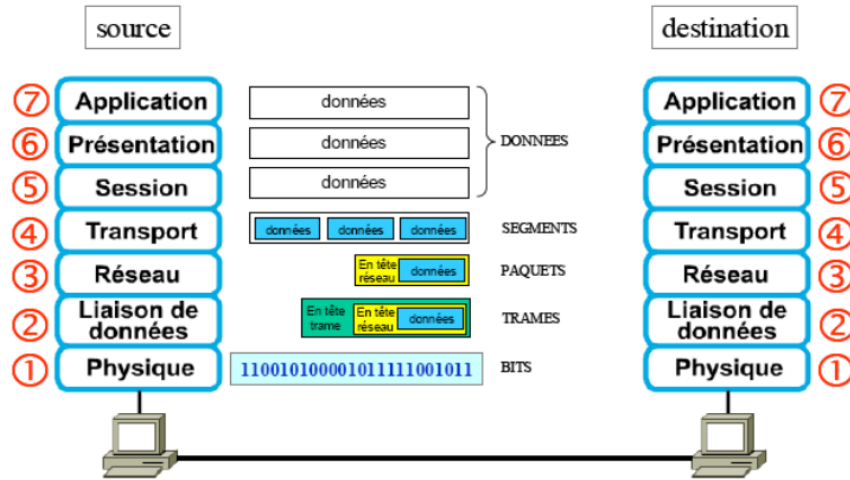 source
destination
7 Application données Application 7
6 Présentation données DONNEES Présentation 6
5 Session données Session 5
4 Transport données données données SEGMENTS Transport 4
3 Réseau En tête réseau données PAQUETS Réseau 3
2 Liaison de données En tête trame En tête réseau données TRAMES Liaison de données 2
1 Physique 110010100001011111001011 BITS Physique 1